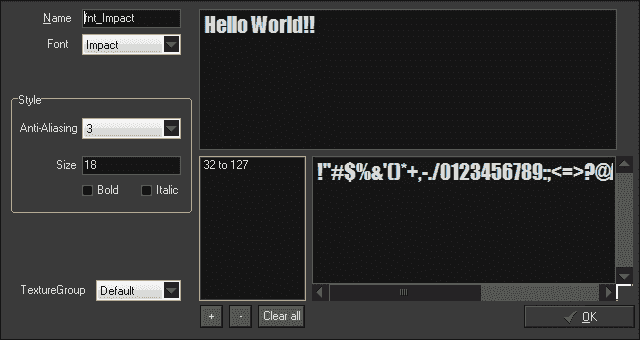 Name
fnt_Impact
Font
Impact
Hello World!!
Style
Anti-Aliasing
3
Size
18
Bold
Italic
32 to 127
!"#$%&'()*+,-./0123456789:;<=>?@
TextureGroup
Default
+
-
Clear all
OK